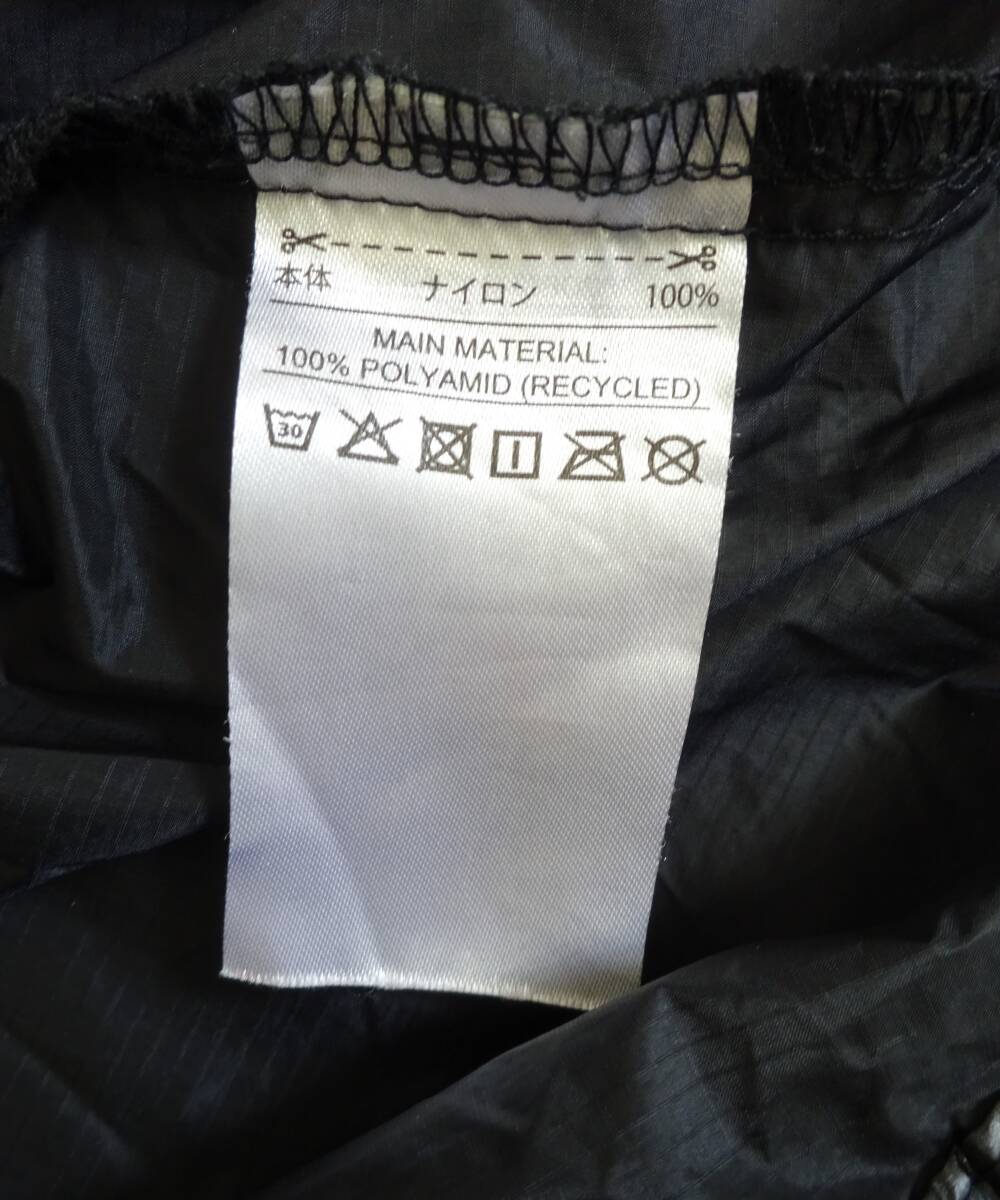 本体 ナイロン 100%
MAIN MATERIAL:
100% POLYAMID (RECYCLED)
30